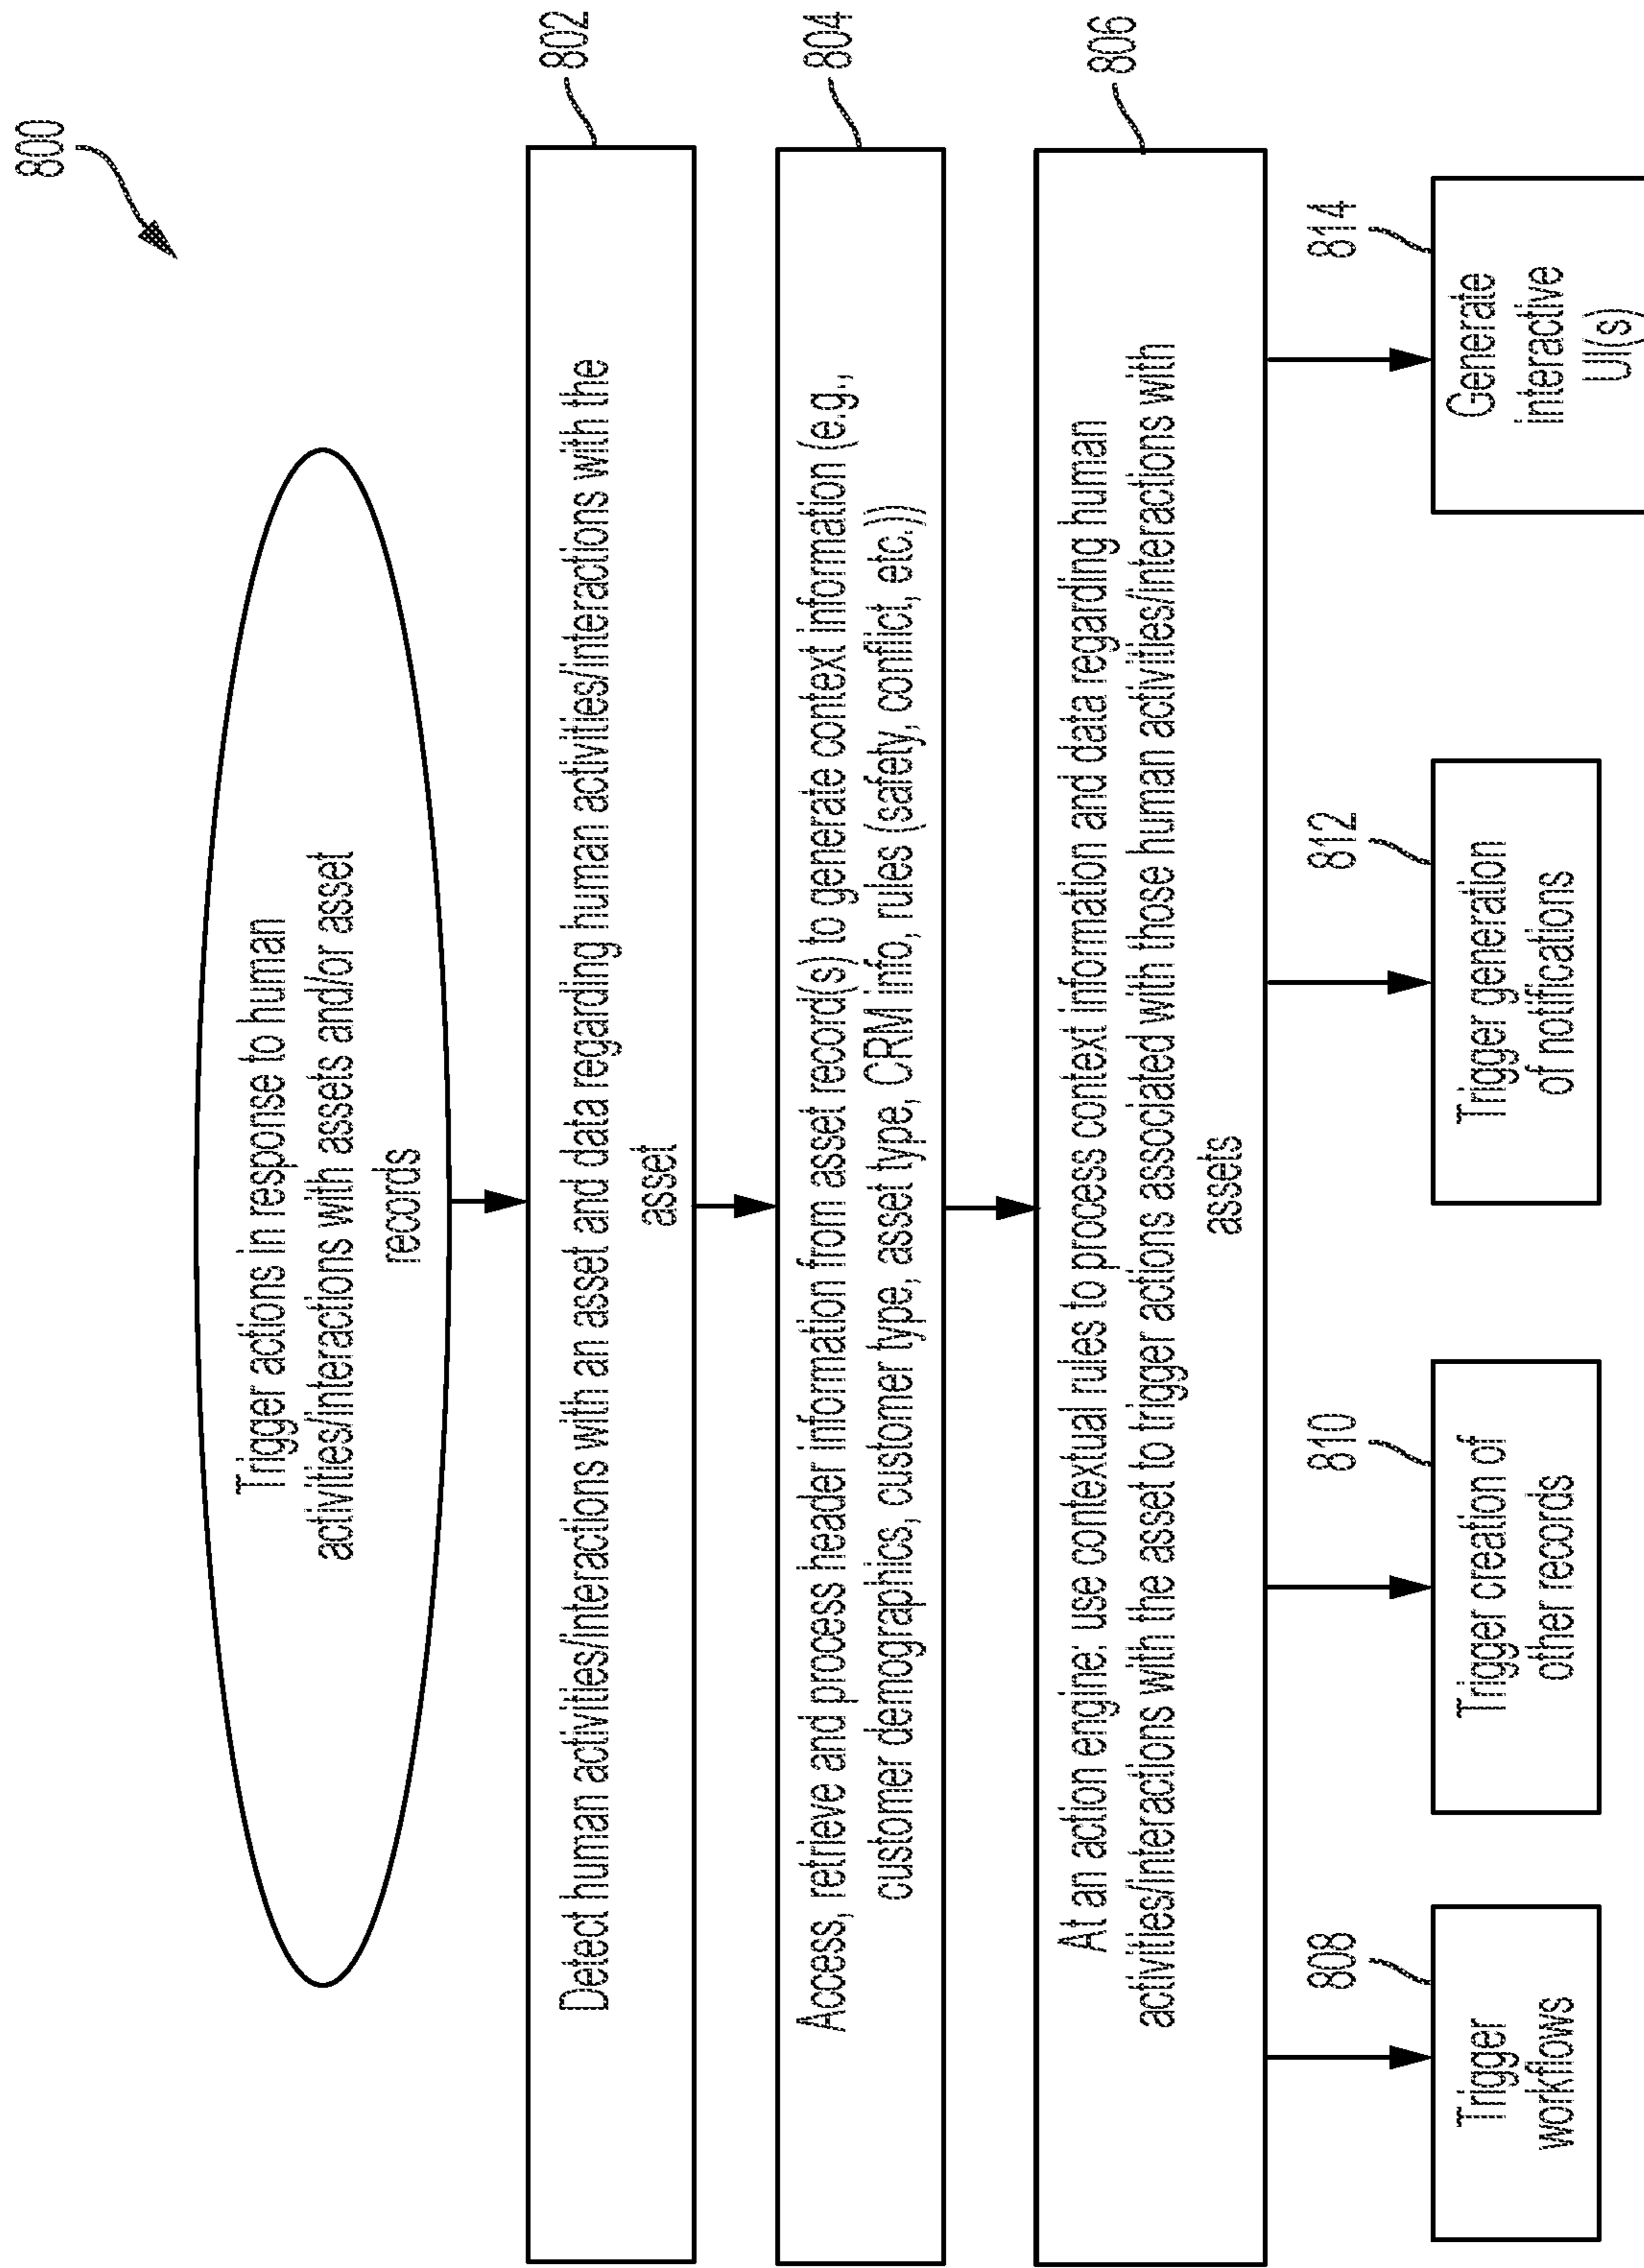 800
Trigger actions in response to human
activities/interactions with assets and/or asset
records
802
Detect human activities/interactions with an asset and data regarding human activities/interactions with the
asset
804
Access, retrieve and process header information from asset record(s) to generate context information (e.g.,
customer demographics, customer type, asset type, CRM info, rules (safety, conflict, etc.))
806
At an action engine: use contextual rules to process context information and data regarding human
activities/interactions with the asset to trigger actions associated with those human activities/interactions with
assets
808
Trigger
workflows
810
Trigger creation of
other records
812
Trigger generation
of notifications
814
Generate
interactive
UI(s)